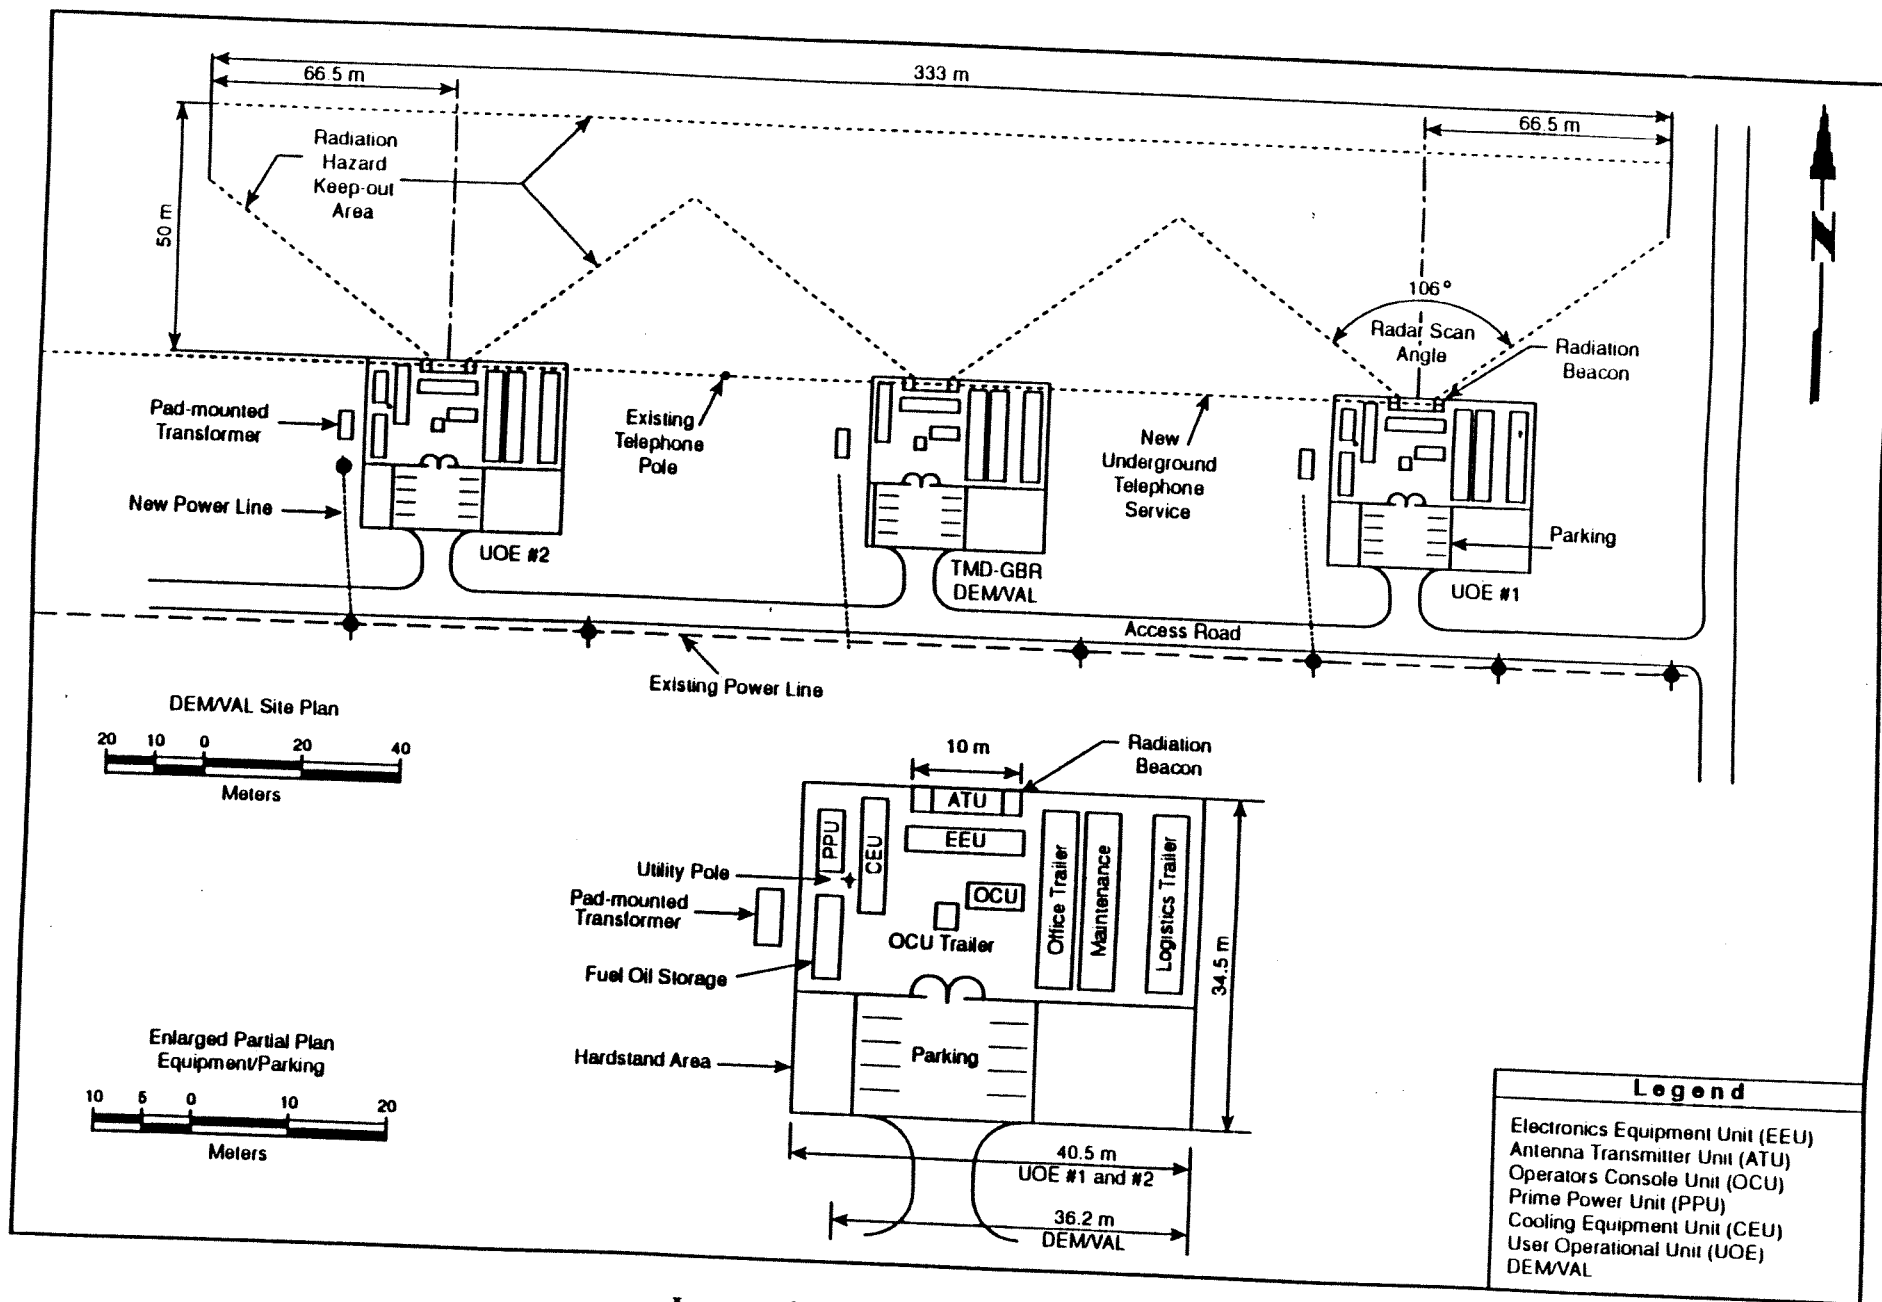 333 m
66.5 m
66.5 m
Radiation
Hazard
Keep-out
Area
50 m
N
106°
Radar Scan
Angle
Radiation
Beacon
Pad-mounted
Transformer
Existing
Telephone
Pole
New
Underground
Telephone
Service
New Power Line
Parking
UOE #2
TMD-GBR
DEM/VAL
UOE #1
Access Road
Existing Power Line
DEM/VAL Site Plan
20 10 0 20 40
Meters
10 m
Radiation
Beacon
ATU
EEU
PPU
CEU
OCU
OCU Trailer
Office Trailer
Maintenance
Logistics Trailer
Utility Pole
Pad-mounted
Transformer
Fuel Oil Storage
34.5 m
Hardstand Area
Parking
Enlarged Partial Plan
Equipment/Parking
10 5 0 10 20
Meters
40.5 m
UOE #1 and #2
36.2 m
DEM/VAL
Legend
Electronics Equipment Unit (EEU)
Antenna Transmitter Unit (ATU)
Operators Console Unit (OCU)
Prime Power Unit (PPU)
Cooling Equipment Unit (CEU)
User Operational Unit (UOE)
DEM/VAL